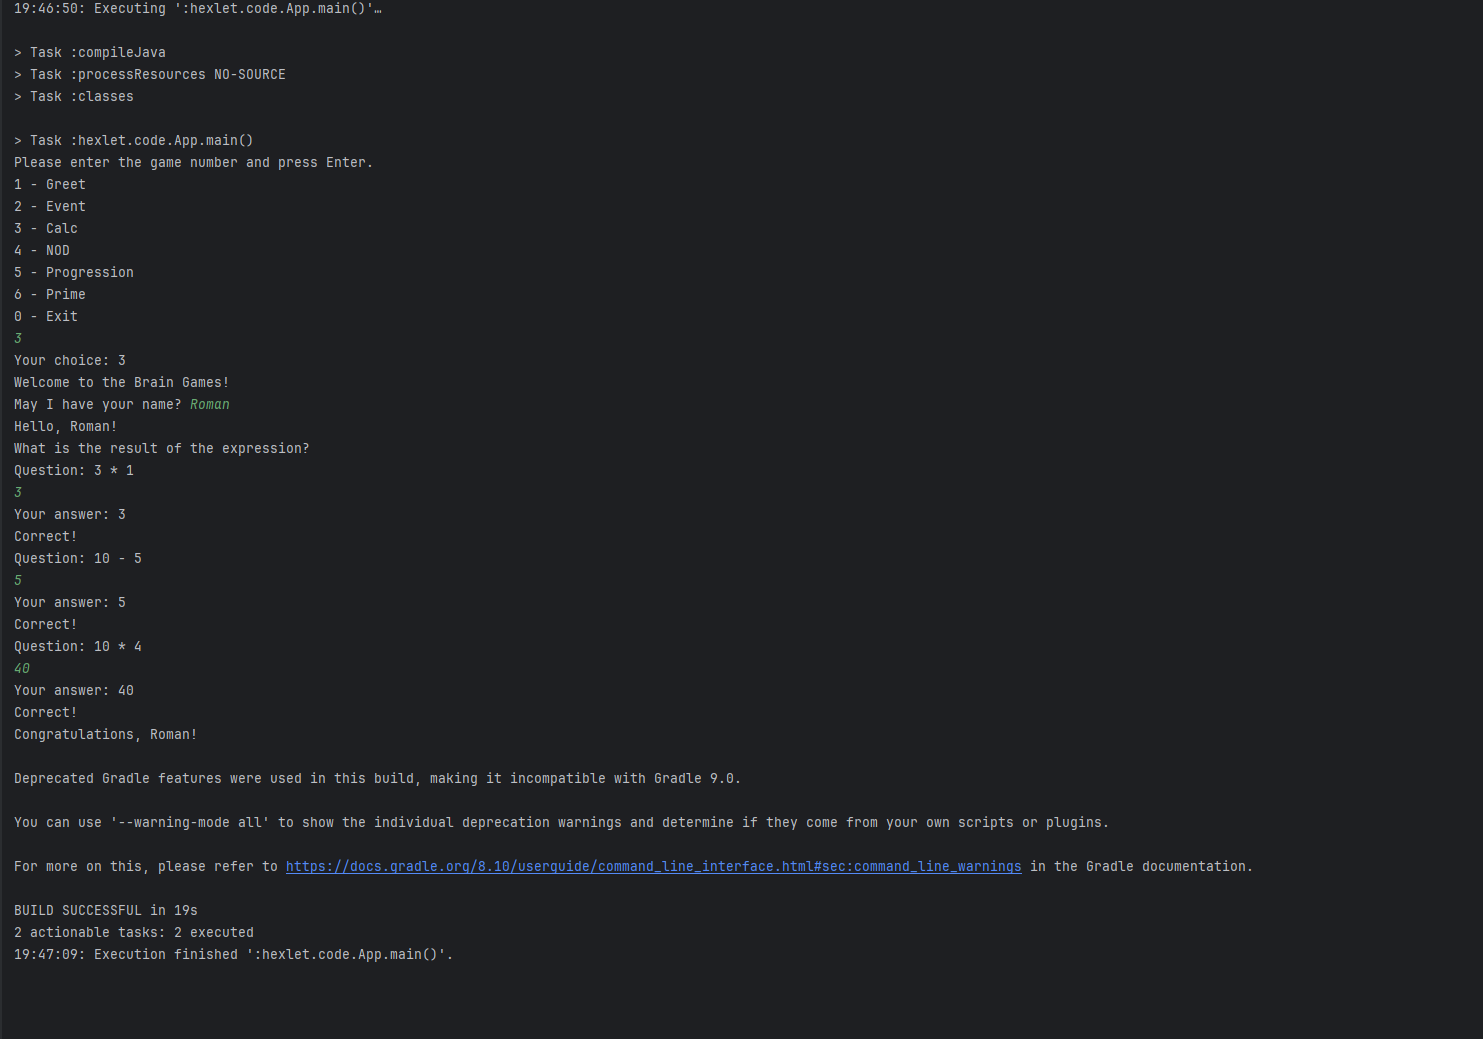 19:46:50: Executing ':hexlet.code.App.main()'…
> Task :compileJava
> Task :processResources NO-SOURCE
> Task :classes
> Task :hexlet.code.App.main()
Please enter the game number and press Enter.
1 - Greet
2 - Event
3 - Calc
4 - NOD
5 - Progression
6 - Prime
0 - Exit
3
Your choice: 3
Welcome to the Brain Games!
May I have your name? Roman
Hello, Roman!
What is the result of the expression?
Question: 3 * 1
3
Your answer: 3
Correct!
Question: 10 - 5
5
Your answer: 5
Correct!
Question: 10 * 4
40
Your answer: 40
Correct!
Congratulations, Roman!
Deprecated Gradle features were used in this build, making it incompatible with Gradle 9.0.
You can use '--warning-mode all' to show the individual deprecation warnings and determine if they come from your own scripts or plugins.
For more on this, please refer to https://docs.gradle.org/8.10/userguide/command_line_interface.html#sec:command_line_warnings in the Gradle documentation.
BUILD SUCCESSFUL in 19s
2 actionable tasks: 2 executed
19:47:09: Execution finished ':hexlet.code.App.main()'.